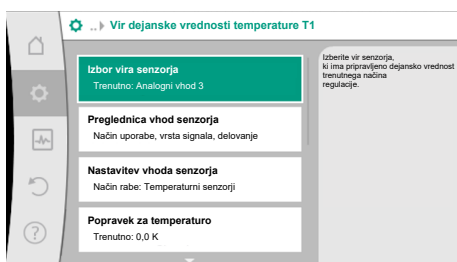 .. Vir dejanske vrednosti temperature T1
Izbor vira senzorja
Trenutno: Analogni vhod 3
Preglednica vhod senzorja
Način uporabe, vrsta signala, delovanje
Nastavitev vhoda senzorja
Način rabe: Temperaturni senzorji
Popravek za temperaturo
Trenutno: 0,0 K
Izberite vir senzorja,
ki ima pripravljeno dejansko vrednost
trenutnega načina
regulacije.